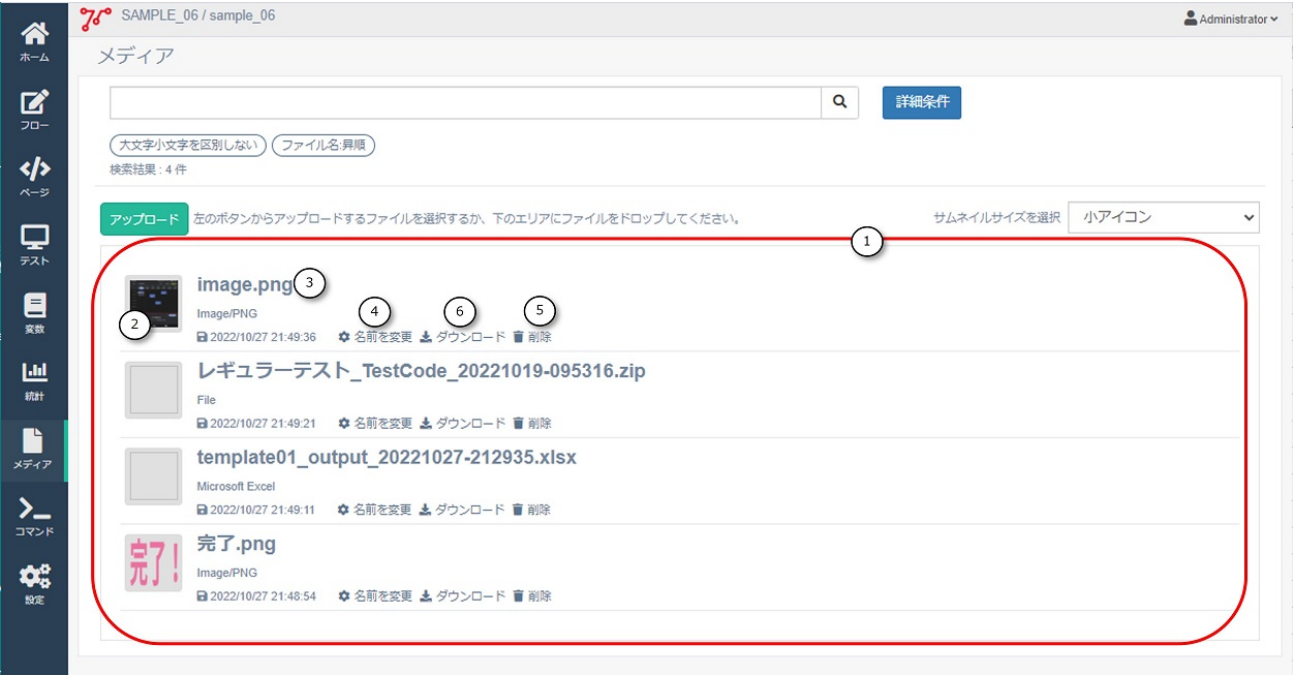 SAMPLE_06 / sample_06
Administrator
ホーム
メディア
フロー
詳細条件
大文字小文字を区別しない ファイル名:昇順
検索結果 : 4 件
ページ
アップロード 左のボタンからアップロードするファイルを選択するか、下のエリアにファイルをドロップしてください。 サムネイルサイズを選択 小アイコン
テスト
1
image.png 3
Image/PNG
2 4 6 5
2022/10/27 21:49:36 名前を変更 ダウンロード 削除
変数
レギュラーテスト_TestCode_20221019-095316.zip
File
2022/10/27 21:49:21 名前を変更 ダウンロード 削除
統計
template01_output_20221027-212935.xlsx
Microsoft Excel
2022/10/27 21:49:11 名前を変更 ダウンロード 削除
メディア
完了!
完了.png
Image/PNG
2022/10/27 21:48:54 名前を変更 ダウンロード 削除
コマンド
設定